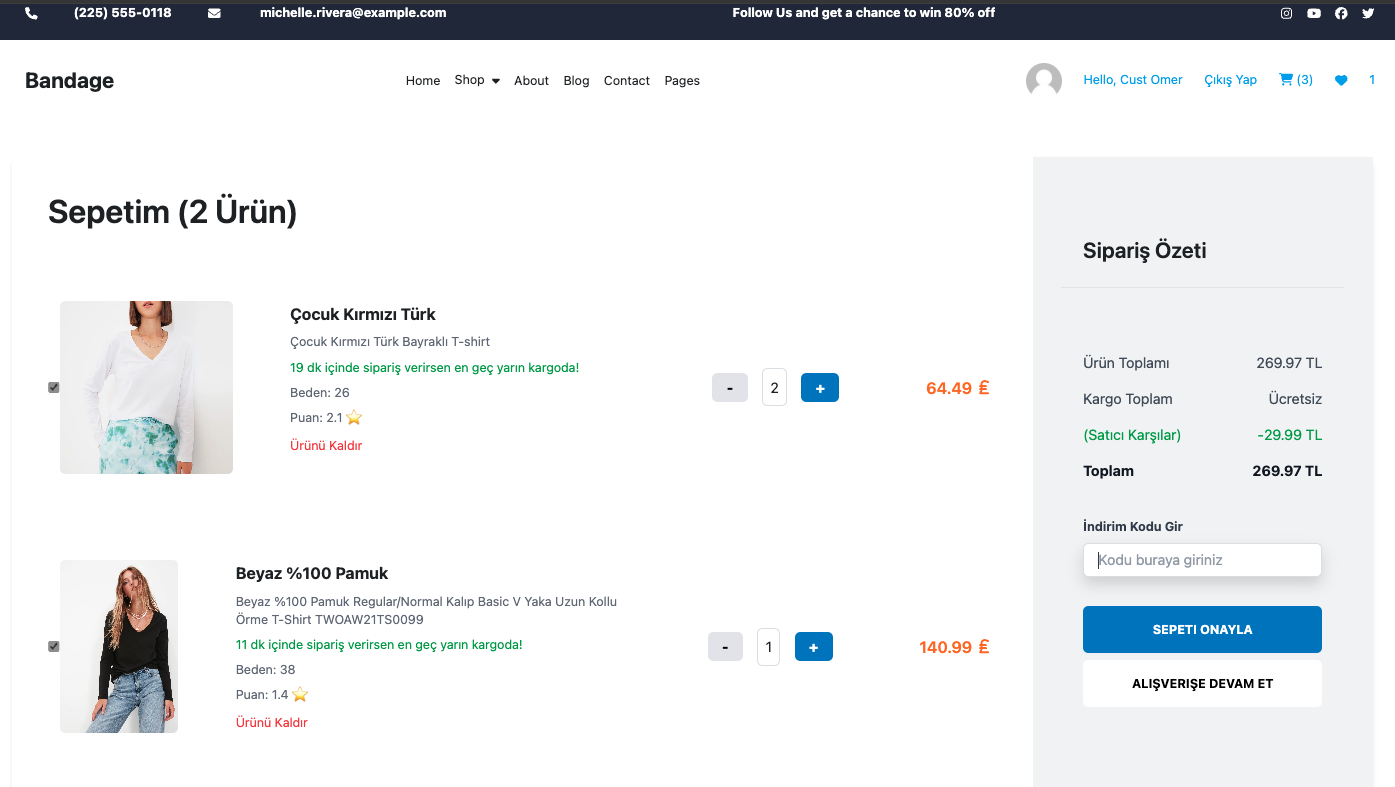 (225) 555-0118 michelle.rivera@example.com Follow Us and get a chance to win 80% off
Bandage Home Shop About Blog Contact Pages Hello, Cust Omer Çıkış Yap (3) 1
Sepetim (2 Ürün)
Çocuk Kırmızı Türk
Çocuk Kırmızı Türk Bayraklı T-shirt
19 dk içinde sipariş verirsen en geç yarın kargoda!
Beden: 26
Puan: 2.1
Ürünü Kaldır
- 2 + 64.49 ₤
Beyaz %100 Pamuk
Beyaz %100 Pamuk Regular/Normal Kalıp Basic V Yaka Uzun Kollu
Örme T-Shirt TWOAW21TS0099
11 dk içinde sipariş verirsen en geç yarın kargoda!
Beden: 38
Puan: 1.4
Ürünü Kaldır
- 1 + 140.99 ₤
Sipariş Özeti
Ürün Toplamı 269.97 TL
Kargo Toplam Ücretsiz
(Satıcı Karşılar) -29.99 TL
Toplam 269.97 TL
İndirim Kodu Gir
Kodu buraya giriniz
SEPETI ONAYLA
ALIŞVERIŞE DEVAM ET